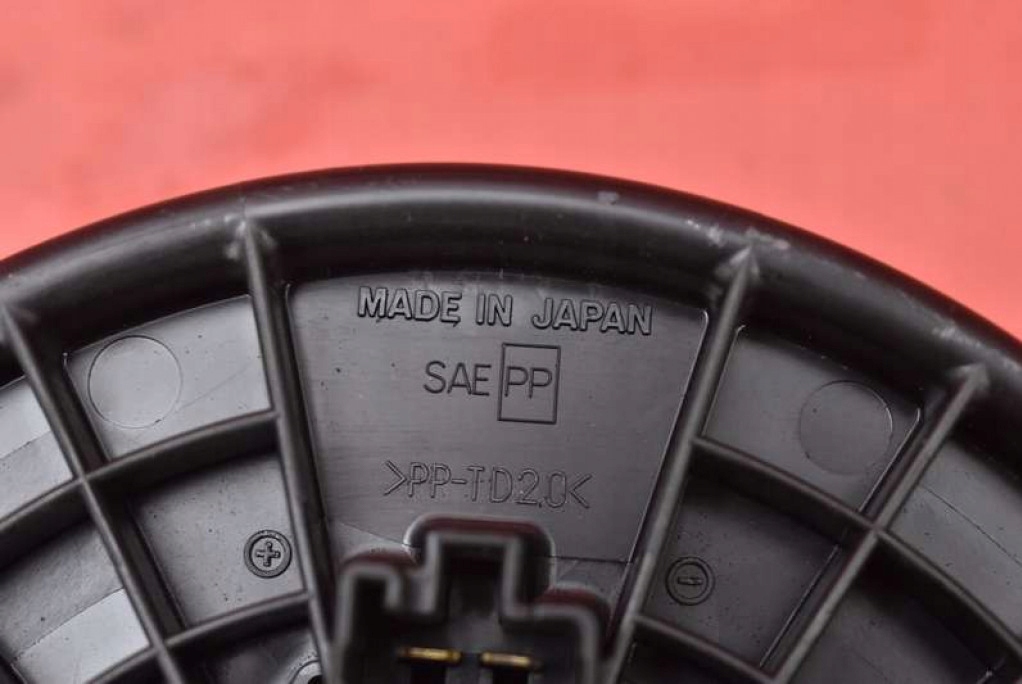 MADE IN JAPAN
SAE PP
>PP-TD20<
+ -